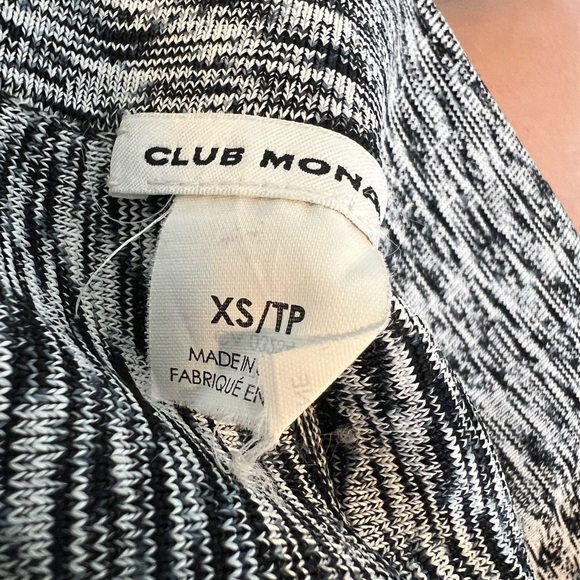 CLUB MONA
XS/TP
MADE IN
FABRIQUÉ EN